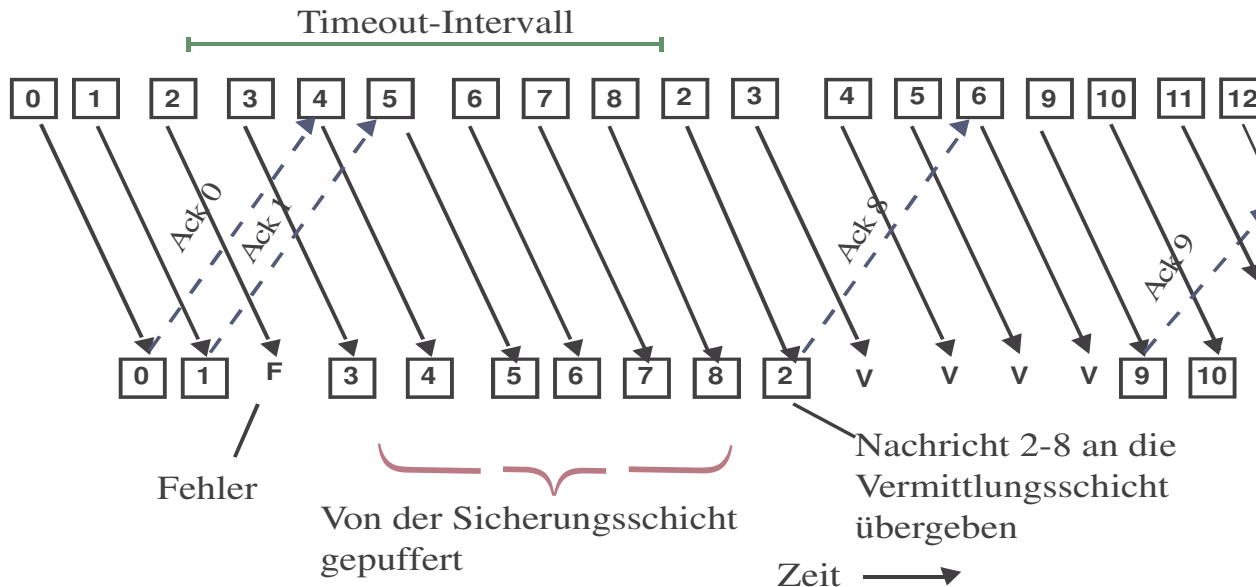 Timeout-Intervall
0 1 2 3 4 5 6 7 8 2 3 4 5 6 9 10 11 12
Ack 0
Ack 1
Ack 8
Ack 9
0 1 F 3 4 5 6 7 8 2 V V V V 9 10
Fehler
Von der Sicherungsschicht
gepuffert
Nachricht 2-8 an die
Vermittlungsschicht
übergeben
Zeit